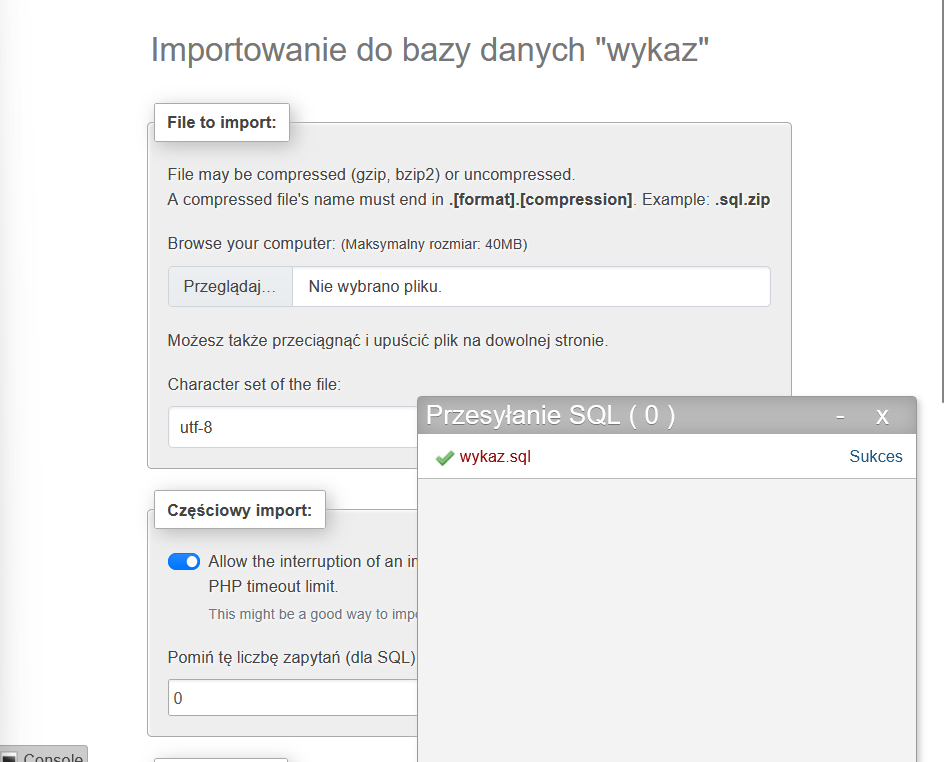 Importowanie do bazy danych "wykaz"
File to import:
File may be compressed (gzip, bzip2) or uncompressed.
A compressed file's name must end in .[format].[compression]. Example: .sql.zip
Browse your computer: (Maksymalny rozmiar: 40MB)
Przeglądaj... Nie wybrano pliku.
Możesz także przeciągnąć i upuścić plik na dowolnej stronie.
Character set of the file:
utf-8
Przesyłanie SQL ( 0 ) - x
wykaz.sql Sukces
Częściowy import:
Allow the interruption of an
PHP timeout limit.
This might be a good way to
Pomiń tę liczbę zapytań (dla SQL)
0
Console